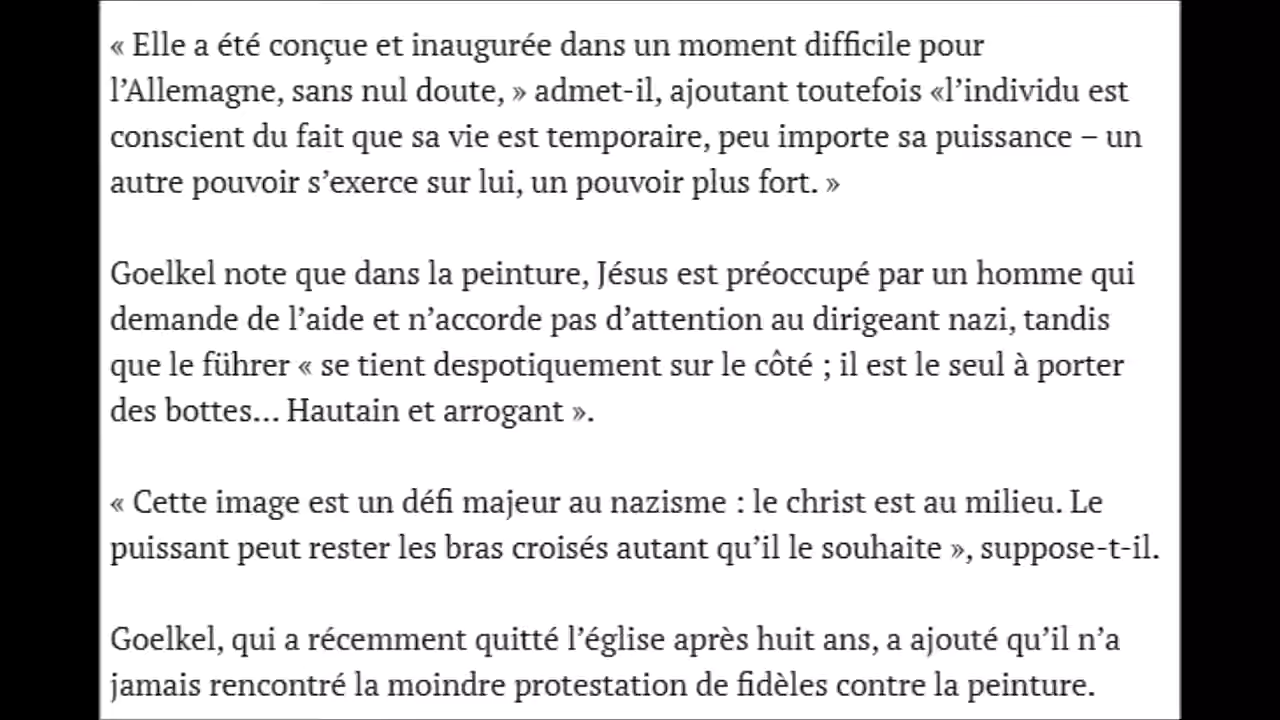 « Elle a été conçue et inaugurée dans un moment difficile pour
l’Allemagne, sans nul doute, » admet-il, ajoutant toutefois «l’individu est
conscient du fait que sa vie est temporaire, peu importe sa puissance – un
autre pouvoir s’exerce sur lui, un pouvoir plus fort. »
Goelkel note que dans la peinture, Jésus est préoccupé par un homme qui
demande de l’aide et n’accorde pas d’attention au dirigeant nazi, tandis
que le führer « se tient despotiquement sur le côté ; il est le seul à porter
des bottes… Hautain et arrogant ».
« Cette image est un défi majeur au nazisme : le christ est au milieu. Le
puissant peut rester les bras croisés autant qu’il le souhaite », suppose-t-il.
Goelkel, qui a récemment quitté l’église après huit ans, a ajouté qu’il n’a
jamais rencontré la moindre protestation de fidèles contre la peinture.